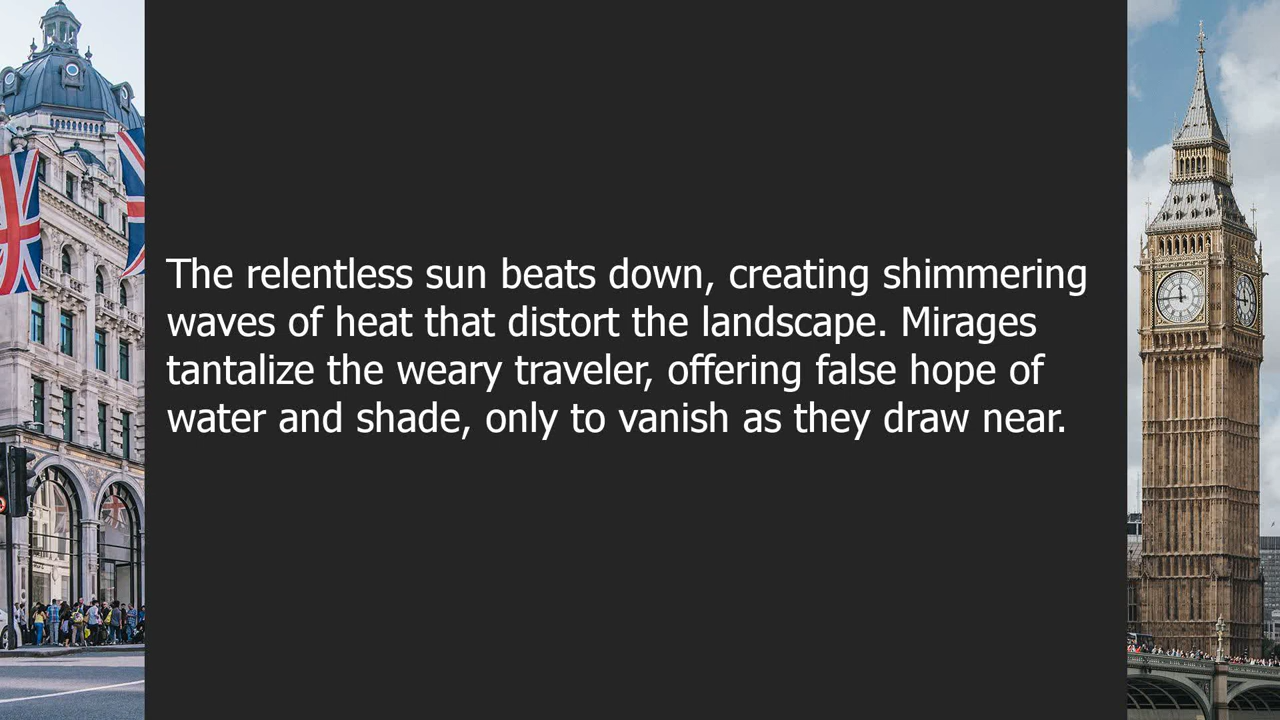 The relentless sun beats down, creating shimmering
waves of heat that distort the landscape. Mirages
tantalize the weary traveler, offering false hope of
water and shade, only to vanish as they draw near.